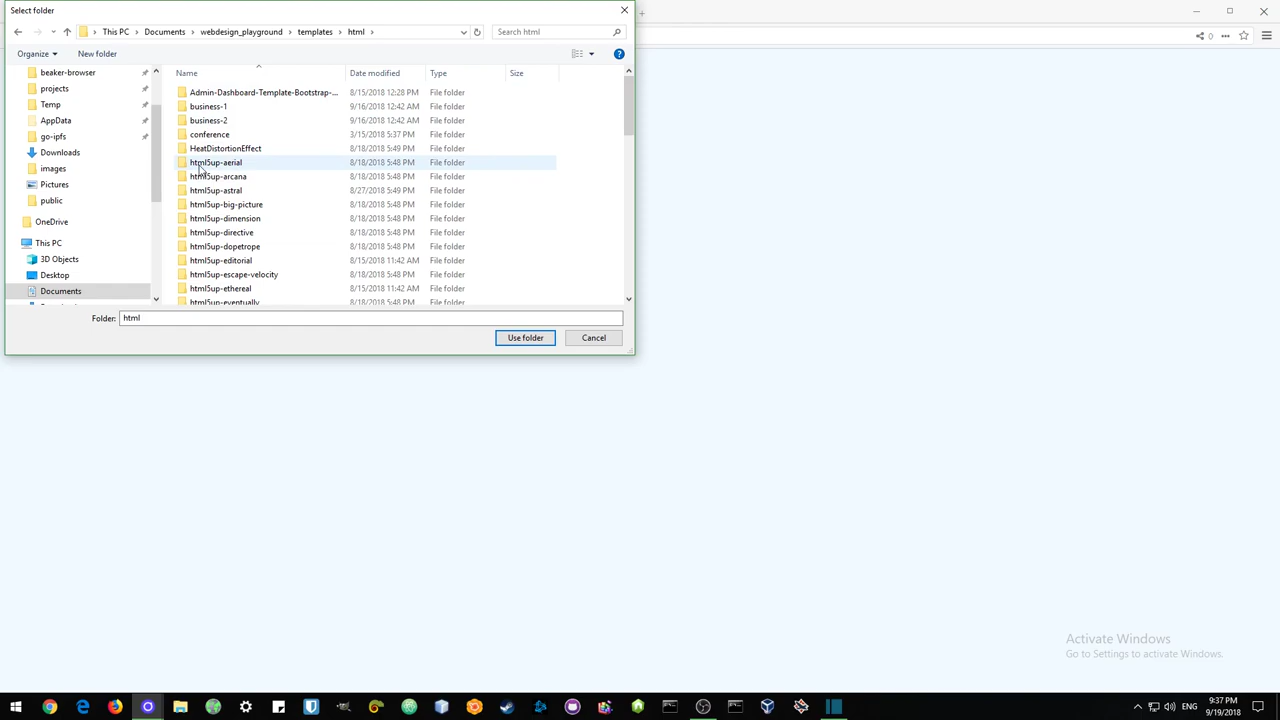 Select folder
This PC > Documents > webdesign_playground > templates > html >
Search html
Organize
New folder
Name
Date modified
Type
Size
beaker-browser
projects
Temp
AppData
go-ipfs
Downloads
images
Pictures
public
OneDrive
This PC
3D Objects
Desktop
Documents
Admin-Dashboard-Template-Bootstrap-... 8/15/2018 12:28 PM File folder
business-1 9/16/2018 12:42 AM File folder
business-2 9/16/2018 12:42 AM File folder
conference 3/15/2018 5:37 PM File folder
HeatDistortionEffect 8/18/2018 5:49 PM File folder
html5up-aerial 8/18/2018 5:48 PM File folder
html5up-arcana 8/18/2018 5:48 PM File folder
html5up-astral 8/27/2018 5:49 PM File folder
html5up-big-picture 8/18/2018 5:48 PM File folder
html5up-dimension 8/18/2018 5:48 PM File folder
html5up-directive 8/18/2018 5:48 PM File folder
html5up-dopetrope 8/18/2018 5:48 PM File folder
html5up-editorial 8/15/2018 11:42 AM File folder
html5up-escape-velocity 8/18/2018 5:48 PM File folder
html5up-ethereal 8/15/2018 11:42 AM File folder
html5up-eventually 8/18/2018 5:48 PM File folder
Folder: html
Use folder
Cancel
0
Activate Windows
Go to Settings to activate Windows.
ENG
9:37 PM
9/19/2018